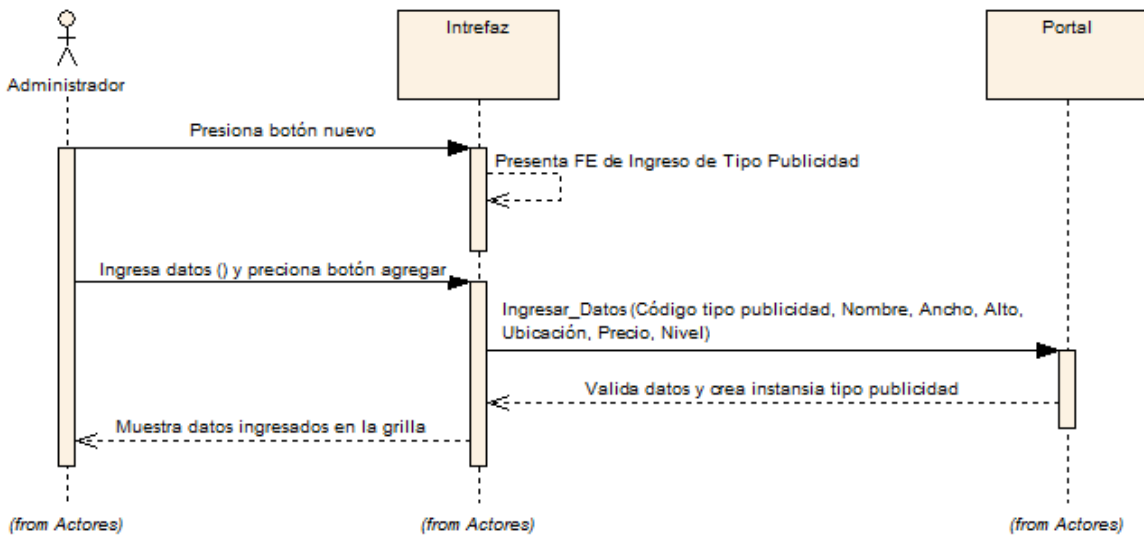 Intrefaz
Portal
Administrador
Presiona botón nuevo
Presenta FE de Ingreso de Tipo Publicidad
Ingresa datos () y preciona botón agregar
Ingresar_Datos(Código tipo publicidad, Nombre, Ancho, Alto,
Ubicación, Precio, Nivel)
Valida datos y crea instansia tipo publicidad
Muestra datos ingresados en la grilla
(from Actores)
(from Actores)
(from Actores)